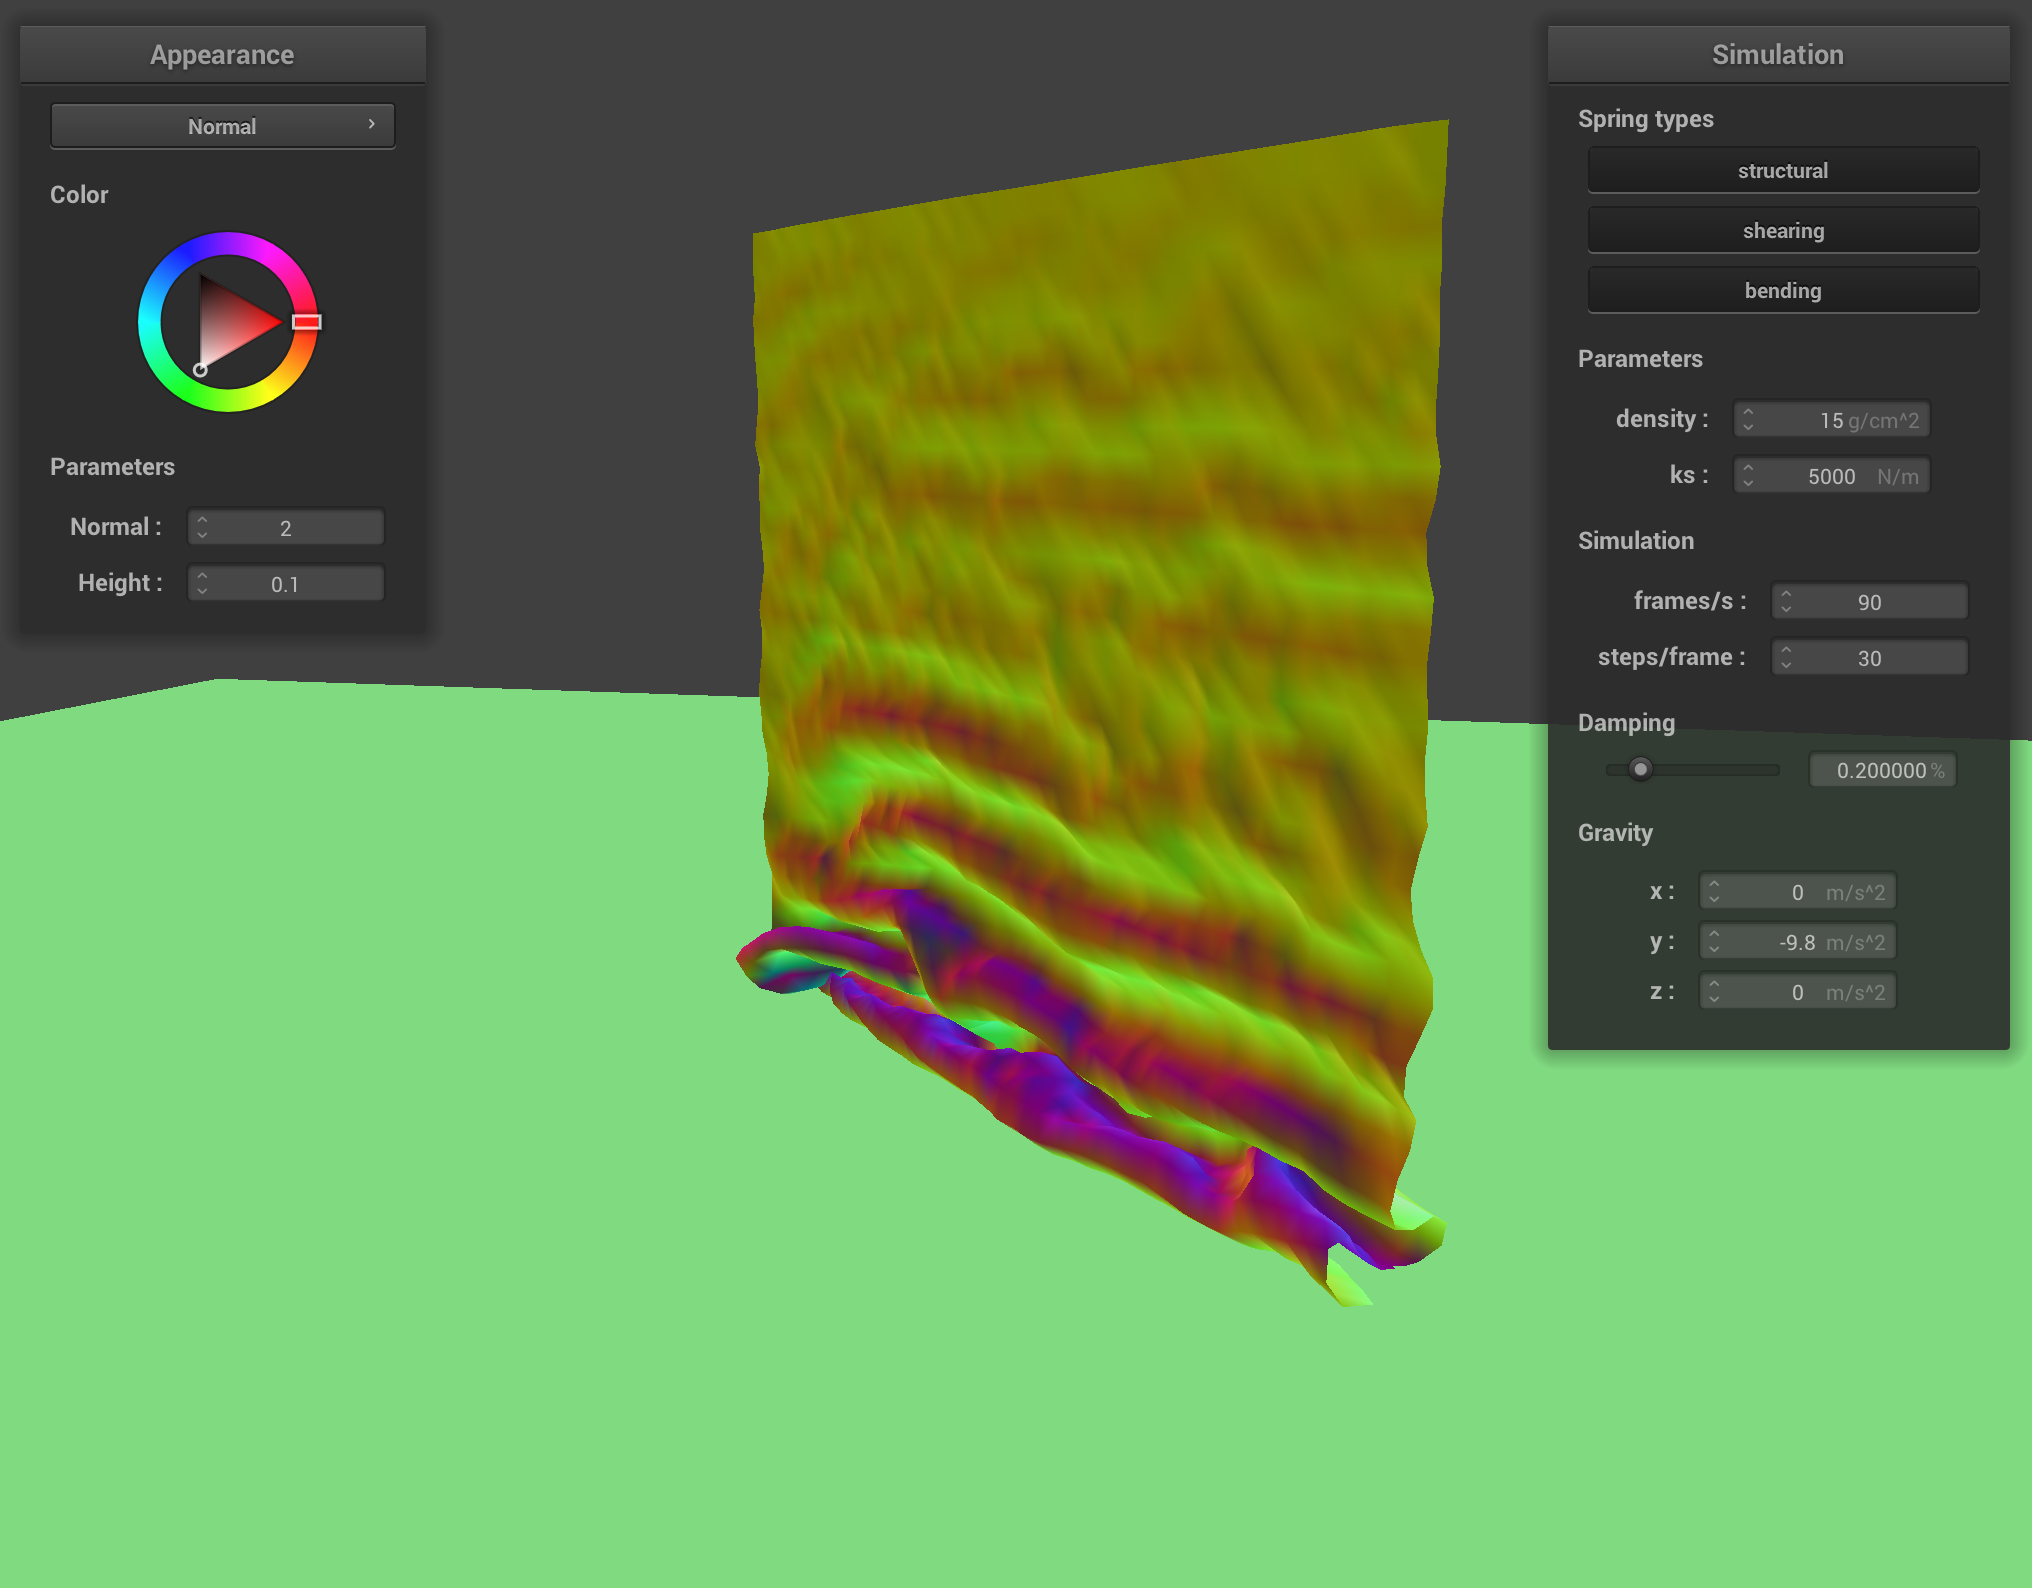 Appearance
Normal
Color
Parameters
Normal :
2
Height :
0.1
Simulation
Spring types
structural
shearing
bending
Parameters
density : 15 g/cm^2
ks : 5000 N/m
Simulation
frames/s : 90
steps/frame : 30
Damping
0.200000 %
Gravity
x : 0 m/s^2
y : -9.8 m/s^2
z : 0 m/s^2